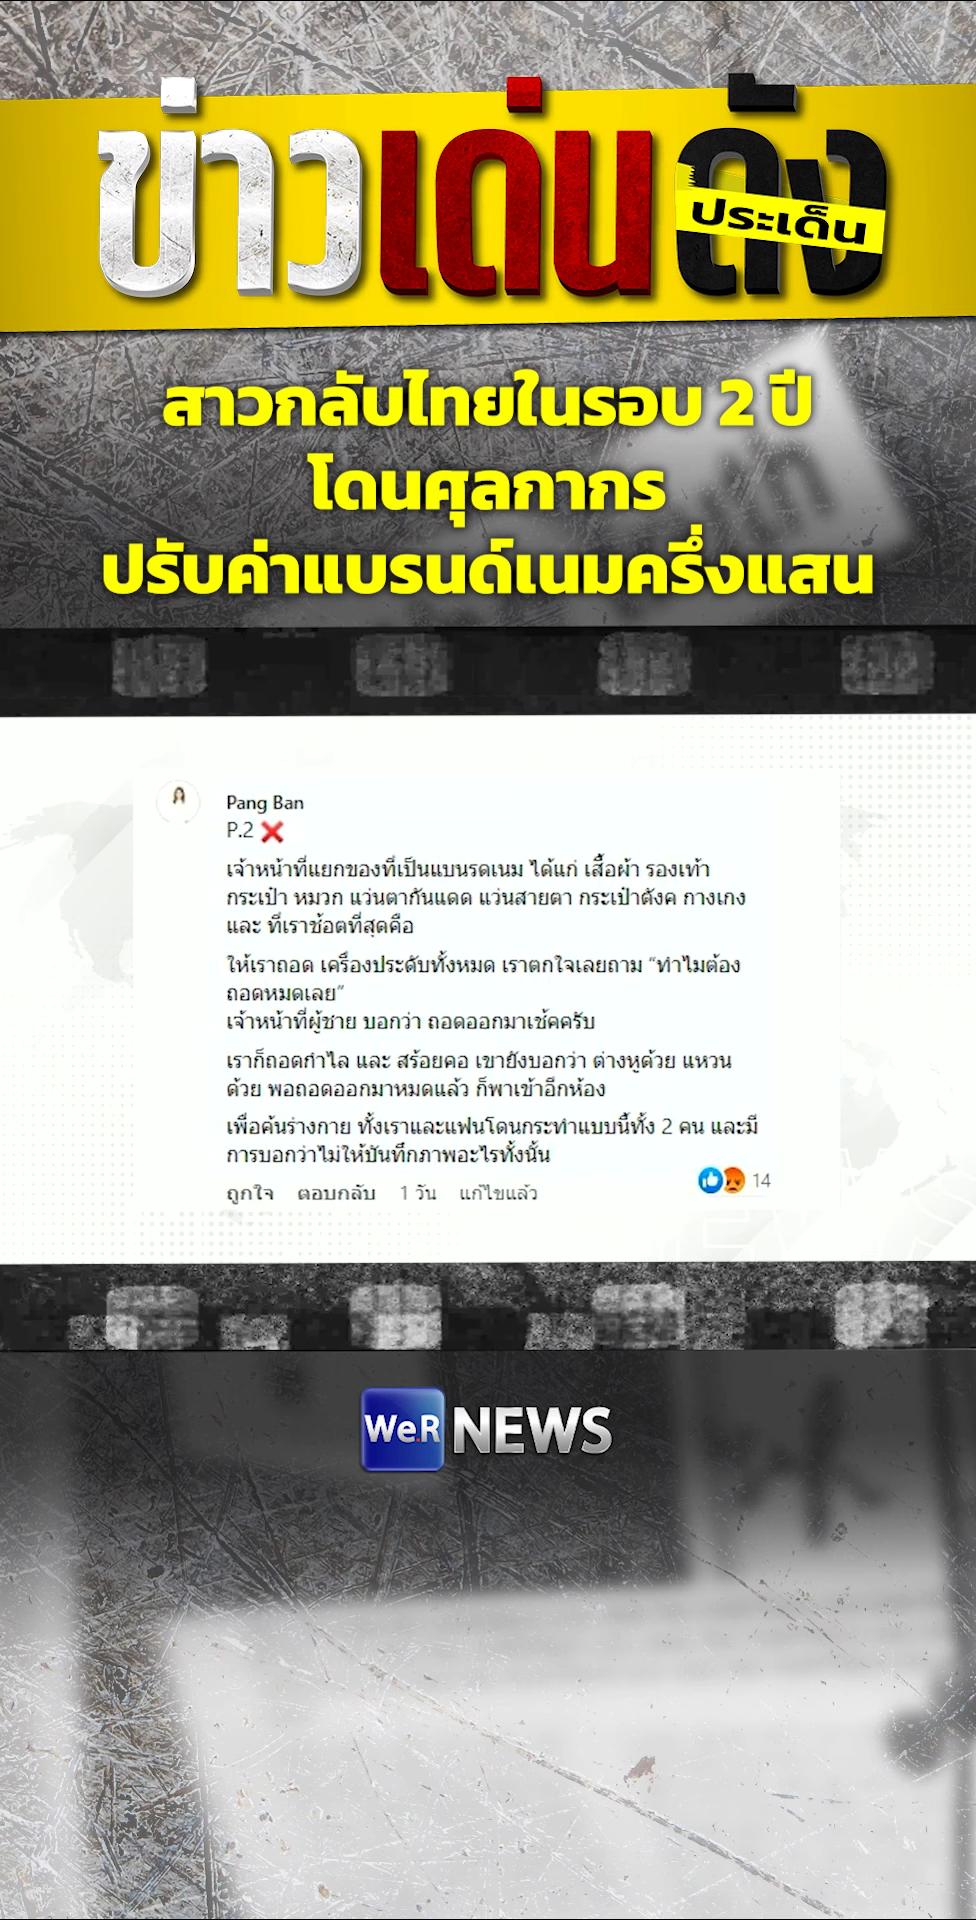 ข่าวเด่นดัง
ประเด็น
สาวกลับไทยในรอบ 2 ปี
โดนศุลกากร
ปรับค่าแบรนด์เนมครึ่งแสน
Pang Ban
P.2 ❌
เจ้าหน้าที่แยกของที่เป็นแบนรดเนม ได้แก่ เสื้อผ้า รองเท้า
กระเป๋า หมวก แว่นตากันแดด แว่นสายตา กระเป๋าตังค กางเกง
และ ที่เราช้อตที่สุดคือ
ให้เราถอด เครื่องประดับทั้งหมด เราตกใจเลยถาม “ทำไมต้อง
ถอดหมดเลย”
เจ้าหน้าที่ผู้ชาย บอกว่า ถอดออกมาเช้คครับ
เราก็ถอดกำไล และ สร้อยคอ เขายังบอกว่า ต่างหูด้วย แหวน
ด้วย พอถอดออกมาหมดแล้ว ก็พาเข้าอีกห้อง
เพื่อค้นร่างกาย ทั้งเราและแฟนโดนกระทำแบบนี้ทั้ง 2 คน และมี
การบอกว่าไม่ให้บันทึกภาพอะไรทั้งนั้น
ถูกใจ ตอบกลับ 1 วัน แก้ไขแล้ว 14
We.R NEWS